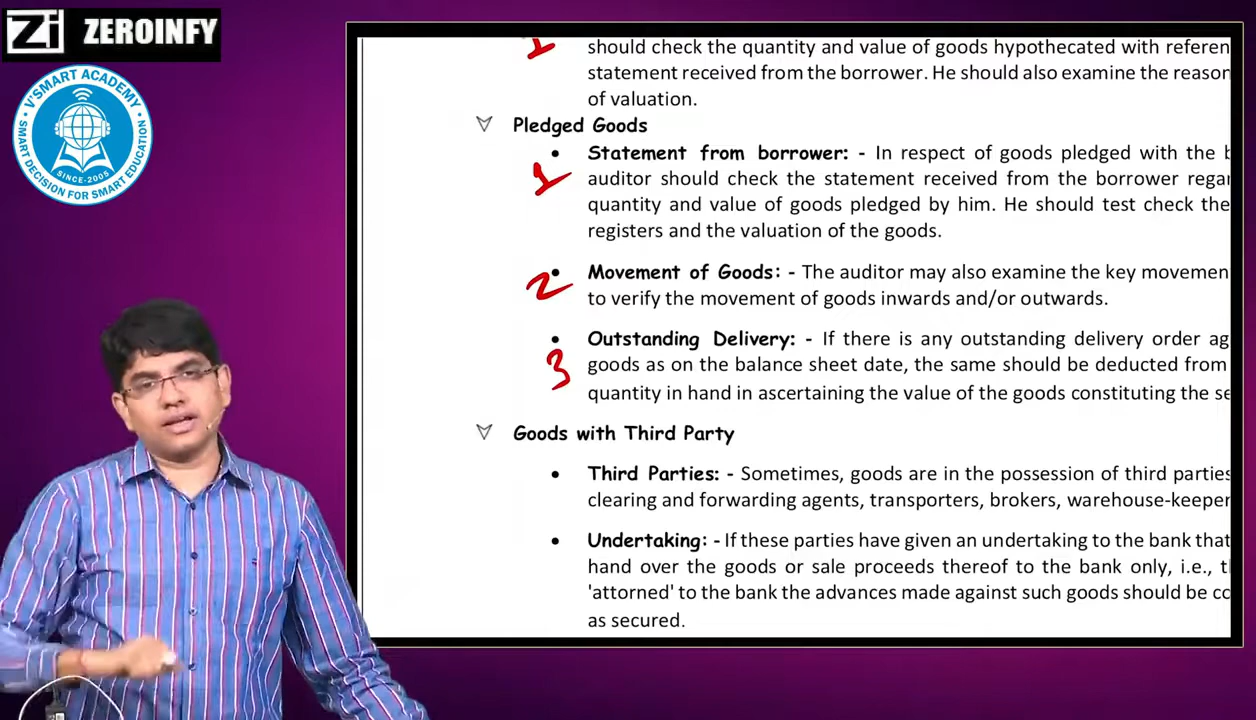 Zi ZEROINFY
V'SMART ACADEMY
SINCE-2005
SMART DECISION FOR SMART EDUCATION
1
should check the quantity and value of goods hypothecated with
statement received from the borrower. He should also examine the
of valuation.
Pledged Goods
1
• Statement from borrower: - In respect of goods pledged with the
auditor should check the statement received from the borrower
quantity and value of goods pledged by him. He should test check the
registers and the valuation of the goods.
2
• Movement of Goods: - The auditor may also examine the key
to verify the movement of goods inwards and/or outwards.
3
• Outstanding Delivery: - If there is any outstanding delivery order
goods as on the balance sheet date, the same should be deducted from
quantity in hand in ascertaining the value of the goods constituting the
Goods with Third Party
• Third Parties: - Sometimes, goods are in the possession of third parties
clearing and forwarding agents, transporters, brokers,
• Undertaking: - If these parties have given an undertaking to the bank that
hand over the goods or sale proceeds thereof to the bank only, i.e.,
'attorned' to the bank the advances made against such goods should be
as secured.